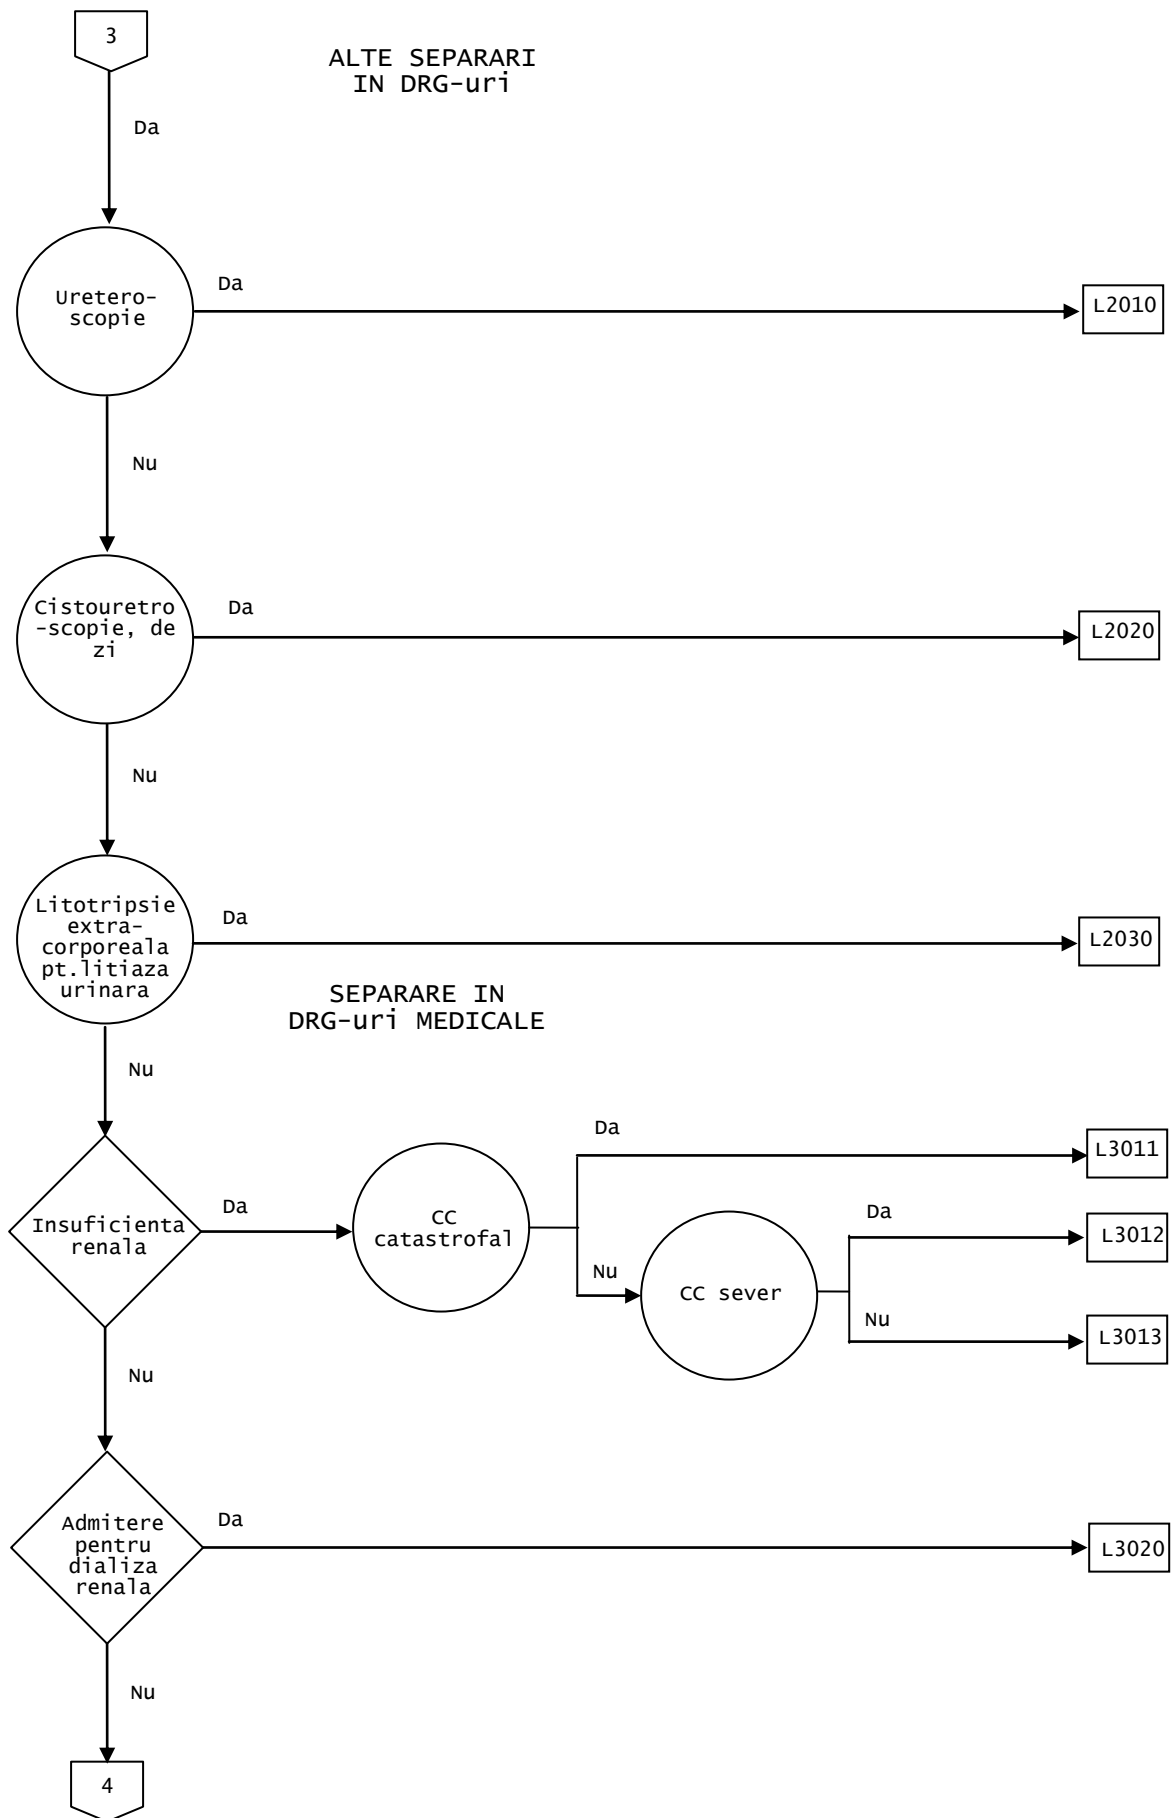 3
ALTE SEPARARI
IN DRG-uri
Da
Uretero-
scopie
Da
L2010
Nu
Cistouretro
-scopie, de
zi
Da
L2020
Nu
Litotripsie
extra-
corporeala
pt.litiaza
urinara
Da
L2030
SEPARARE IN
DRG-uri MEDICALE
Nu
Insuficienta
renala
Da
CC
catastrofal
Da
L3011
Nu
CC sever
Da
L3012
Nu
L3013
Nu
Admitere
pentru
dializa
renala
Da
L3020
Nu
4